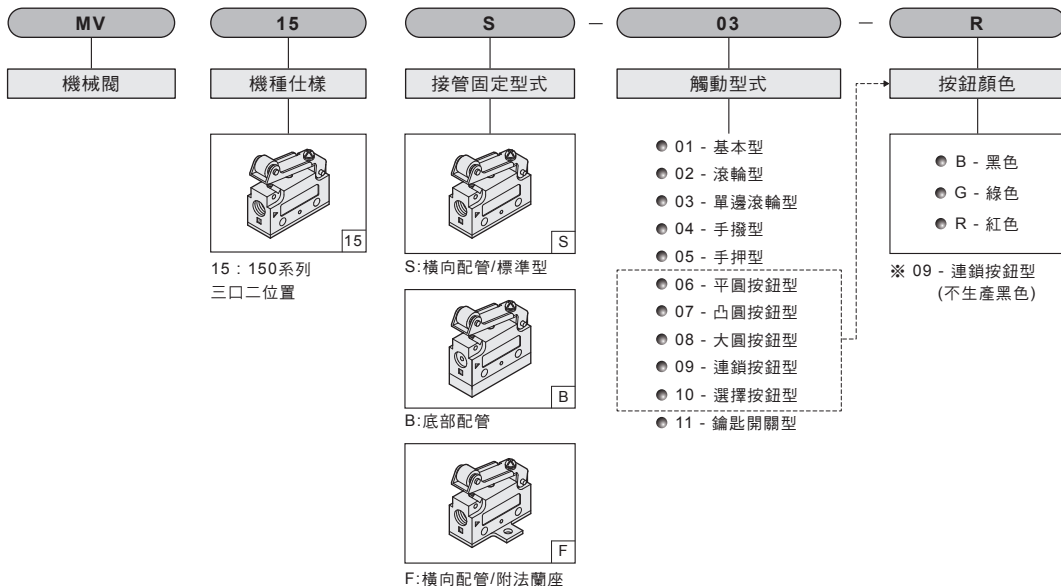 MV
15
S
－
03
－
R
機械閥
機種仕樣
接管固定型式
觸動型式
按鈕顏色
15
15：150系列
三口二位置
S
S:橫向配管/標準型
B
B:底部配管
F
F:橫向配管/附法蘭座
01 - 基本型
02 - 滾輪型
03 - 單邊滾輪型
04 - 手撥型
05 - 手押型
06 - 平圓按鈕型
07 - 凸圓按鈕型
08 - 大圓按鈕型
09 - 連鎖按鈕型
10 - 選擇按鈕型
11 - 鑰匙開關型
B - 黑色
G - 綠色
R - 紅色
※ 09 - 連鎖按鈕型
(不生產黑色)